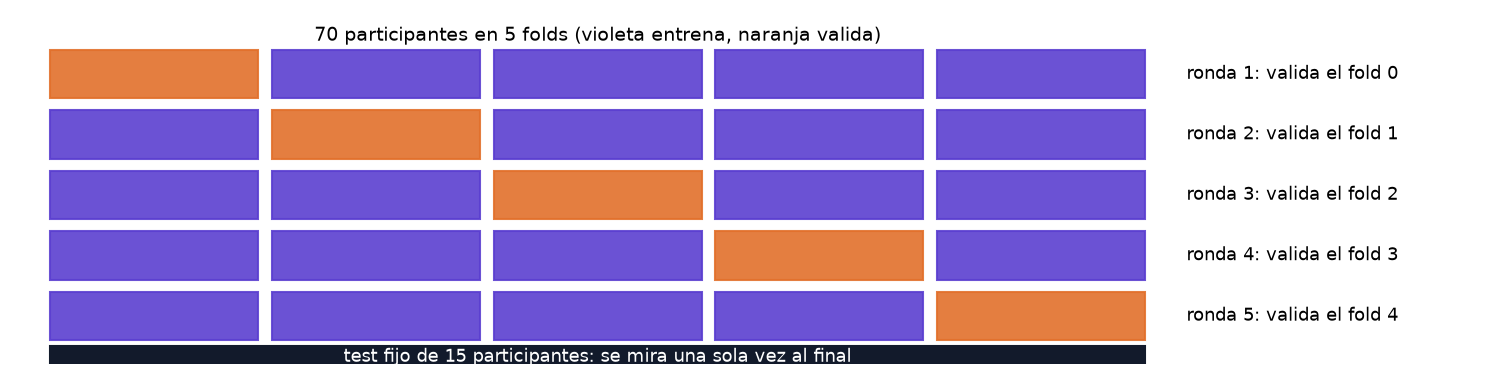 70 participantes en 5 folds (violeta entrena, naranja valida)
ronda 1: valida el fold 0
ronda 2: valida el fold 1
ronda 3: valida el fold 2
ronda 4: valida el fold 3
ronda 5: valida el fold 4
test fijo de 15 participantes: se mira una sola vez al final